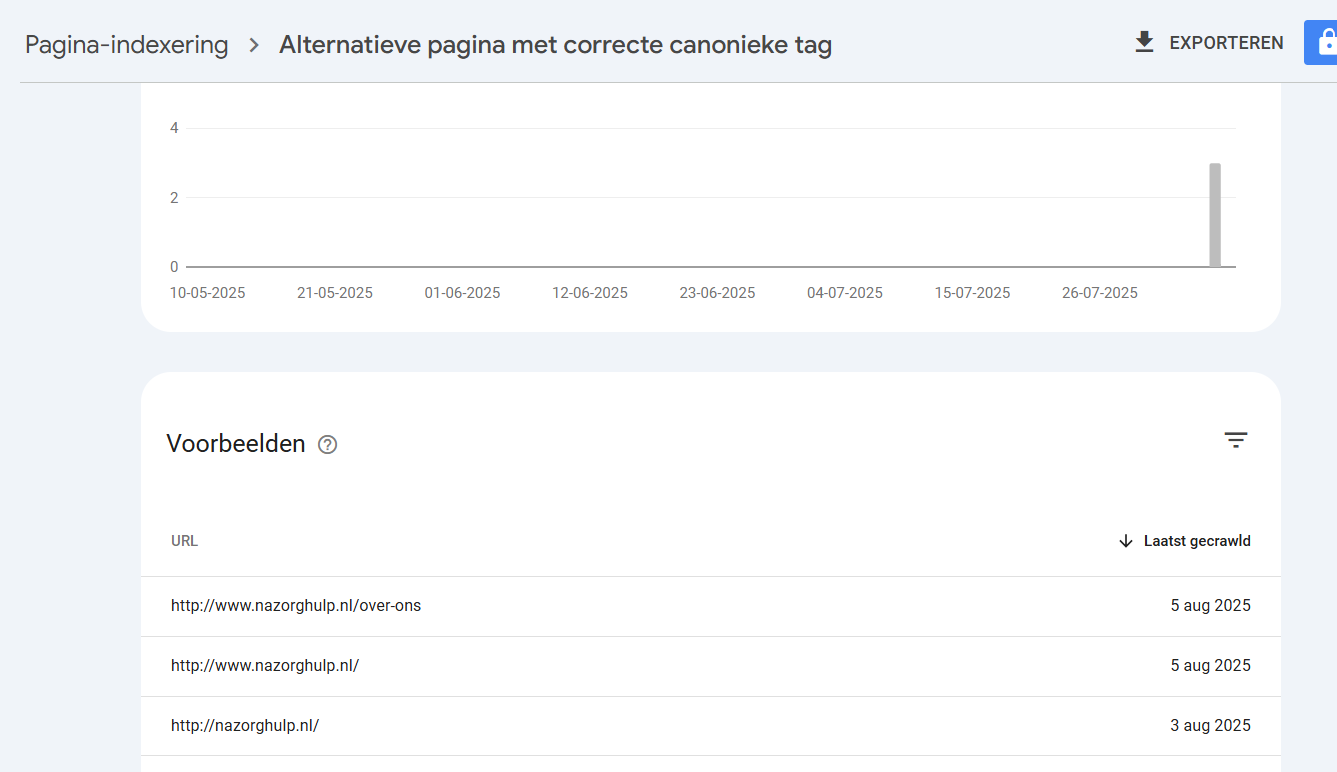 Pagina-indexering > Alternatieve pagina met correcte canonieke tag EXPORTEREN
4
2
0
10-05-2025 21-05-2025 01-06-2025 12-06-2025 23-06-2025 04-07-2025 15-07-2025 26-07-2025
Voorbeelden
URL Laatst gecrawld
http://www.nazorghulp.nl/over-ons 5 aug 2025
http://www.nazorghulp.nl/ 5 aug 2025
http://nazorghulp.nl/ 3 aug 2025